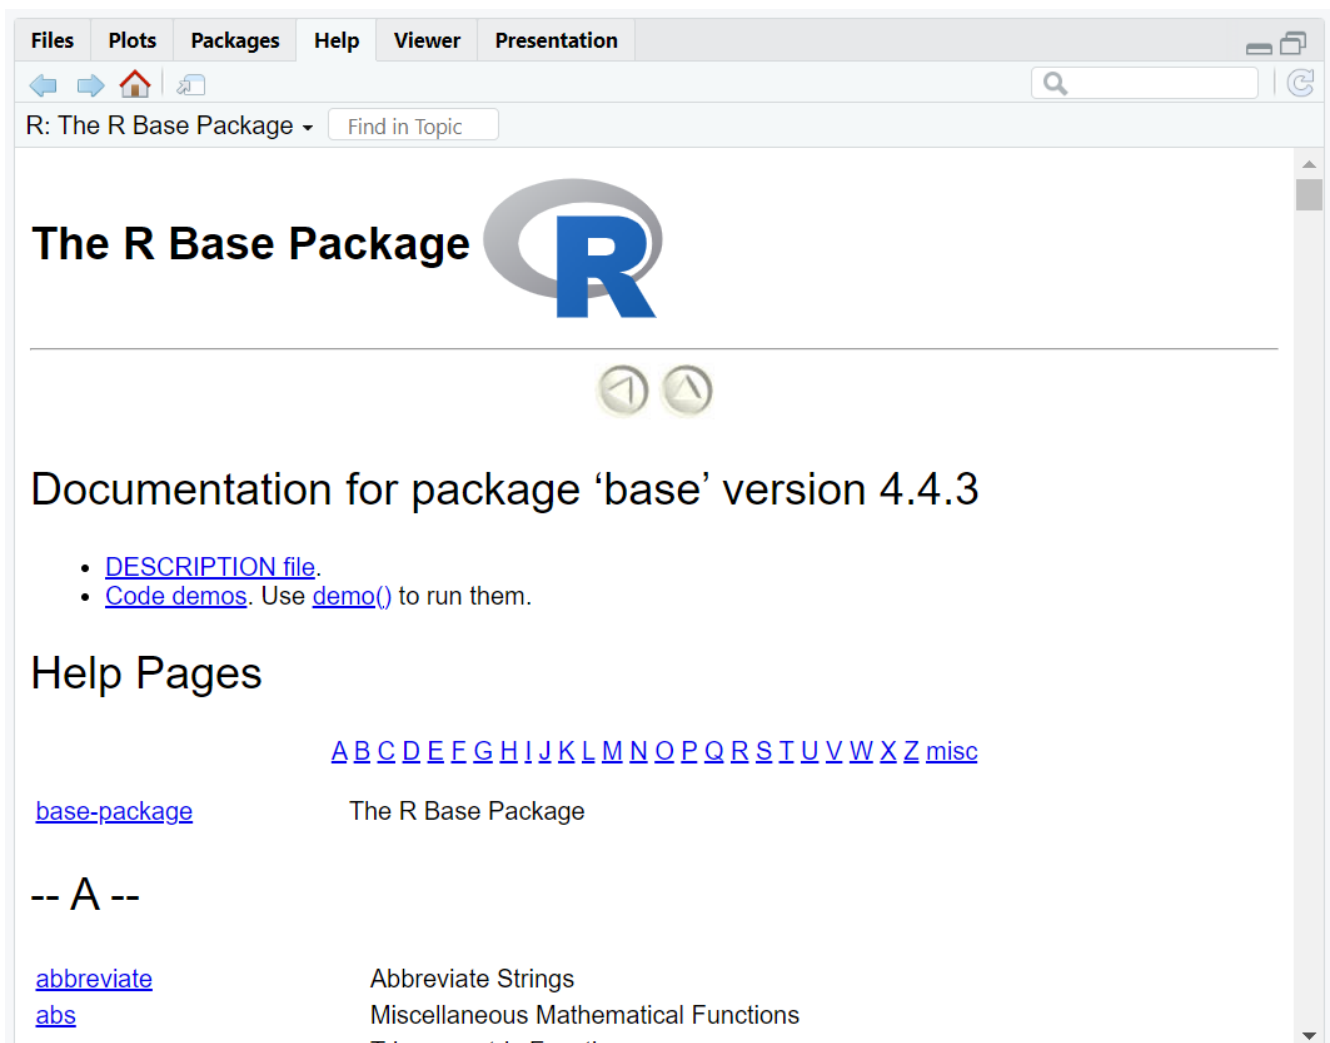 Files Plots Packages Help Viewer Presentation
R: The R Base Package Find in Topic
The R Base Package R
Documentation for package ‘base’ version 4.4.3
• DESCRIPTION file.
• Code demos. Use demo() to run them.
Help Pages
A B C D E F G H I J K L M N O P Q R S T U V W X Z misc
base-package The R Base Package
-- A --
abbreviate Abbreviate Strings
abs Miscellaneous Mathematical Functions